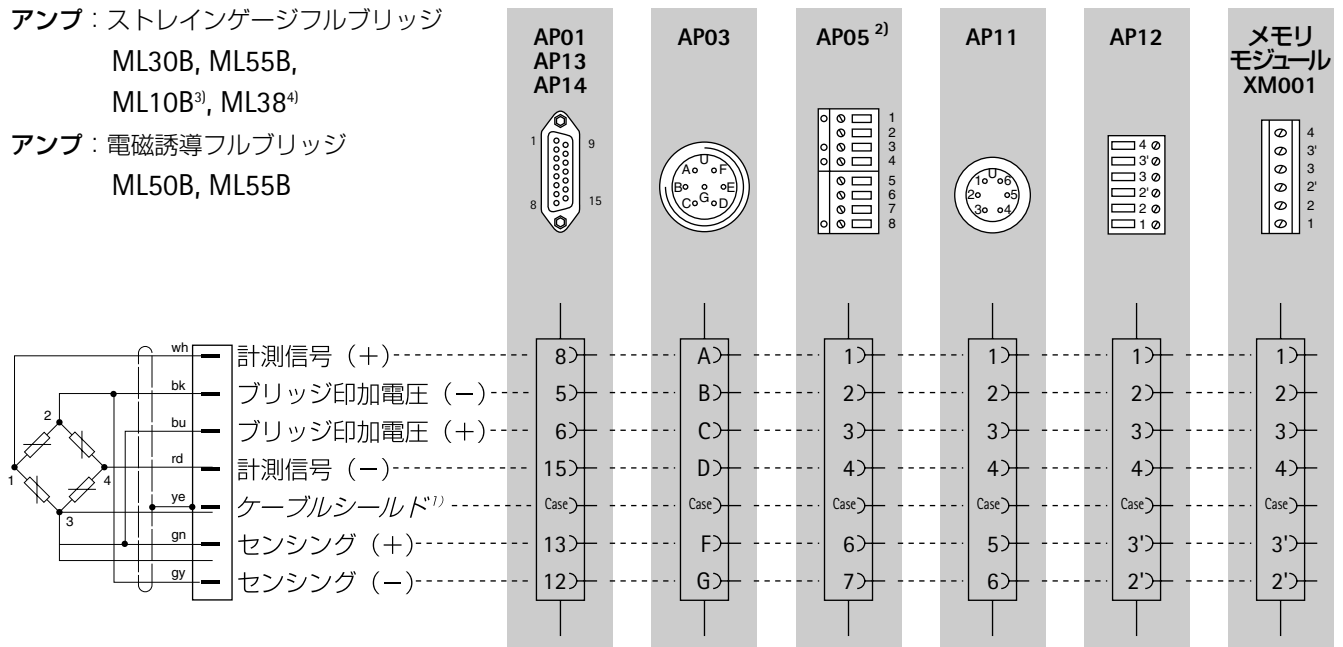 アンプ：ストレインゲージフルブリッジ
ML30B, ML55B,
ML10B3), ML384)
アンプ：電磁誘導フルブリッジ
ML50B, ML55B
AP01
AP13
AP14
AP03
AP05 2)
AP11
AP12
メモリ
モジュール
XM001
1 9
8 15
A U F
B G E
C D
1
2
3
4
5
6
7
8
1 U 6
2 5
3 4
4
3'
3
2'
2
1
4
3'
3
2'
2
1
wh 計測信号（+） 8 A 1 1 1 1
bk ブリッジ印加電圧（−） 5 B 2 2 2 2
bu ブリッジ印加電圧（+） 6 C 3 3 3 3
rd 計測信号（−） 15 D 4 4 4 4
ye ケーブルシールド1) Case Case Case Case Case Case
gn センシング（+） 13 F 6 5 3' 3'
gy センシング（−） 12 G 7 6 2' 2'
2
1 4
3